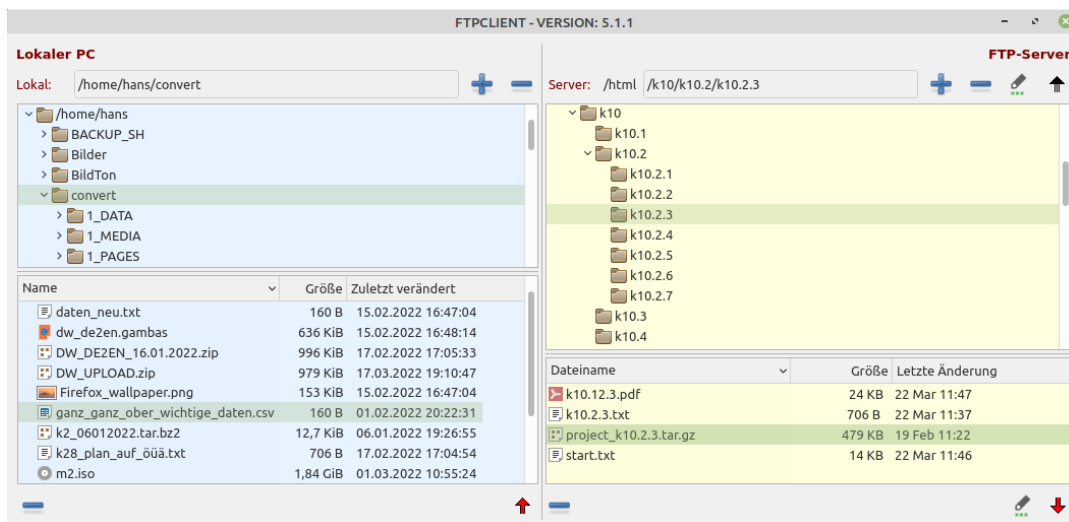 FTPCLIENT - VERSION: 5.1.1
Lokaler PC
Lokal: /home/hans/convert
/home/hans
BACKUP_SH
Bilder
BildTon
convert
1_DATA
1_MEDIA
1_PAGES
Name Größe Zuletzt verändert
daten_neu.txt 160 B 15.02.2022 16:47:04
dw_de2en.gambas 636 KiB 15.02.2022 16:48:14
DW_DE2EN_16.01.2022.zip 996 KiB 17.02.2022 17:05:33
DW_UPLOAD.zip 979 KiB 17.03.2022 19:10:47
Firefox_wallpaper.png 153 KiB 15.02.2022 16:47:04
ganz_ganz_ober_wichtige_daten.csv 160 B 01.02.2022 20:22:31
k2_06012022.tar.bz2 12,7 KiB 06.01.2022 19:26:55
k28_plan_auf_öüä.txt 706 B 17.02.2022 17:04:54
m2.iso 1,84 GiB 01.03.2022 10:55:24
FTP-Server
Server: /html /k10/k10.2/k10.2.3
k10
k10.1
k10.2
k10.2.1
k10.2.2
k10.2.3
k10.2.4
k10.2.5
k10.2.6
k10.2.7
k10.3
k10.4
Dateiname Größe Letzte Änderung
k10.12.3.pdf 24 KB 22 Mar 11:47
k10.2.3.txt 706 B 22 Mar 11:37
project_k10.2.3.tar.gz 479 KB 19 Feb 11:22
start.txt 14 KB 22 Mar 11:46